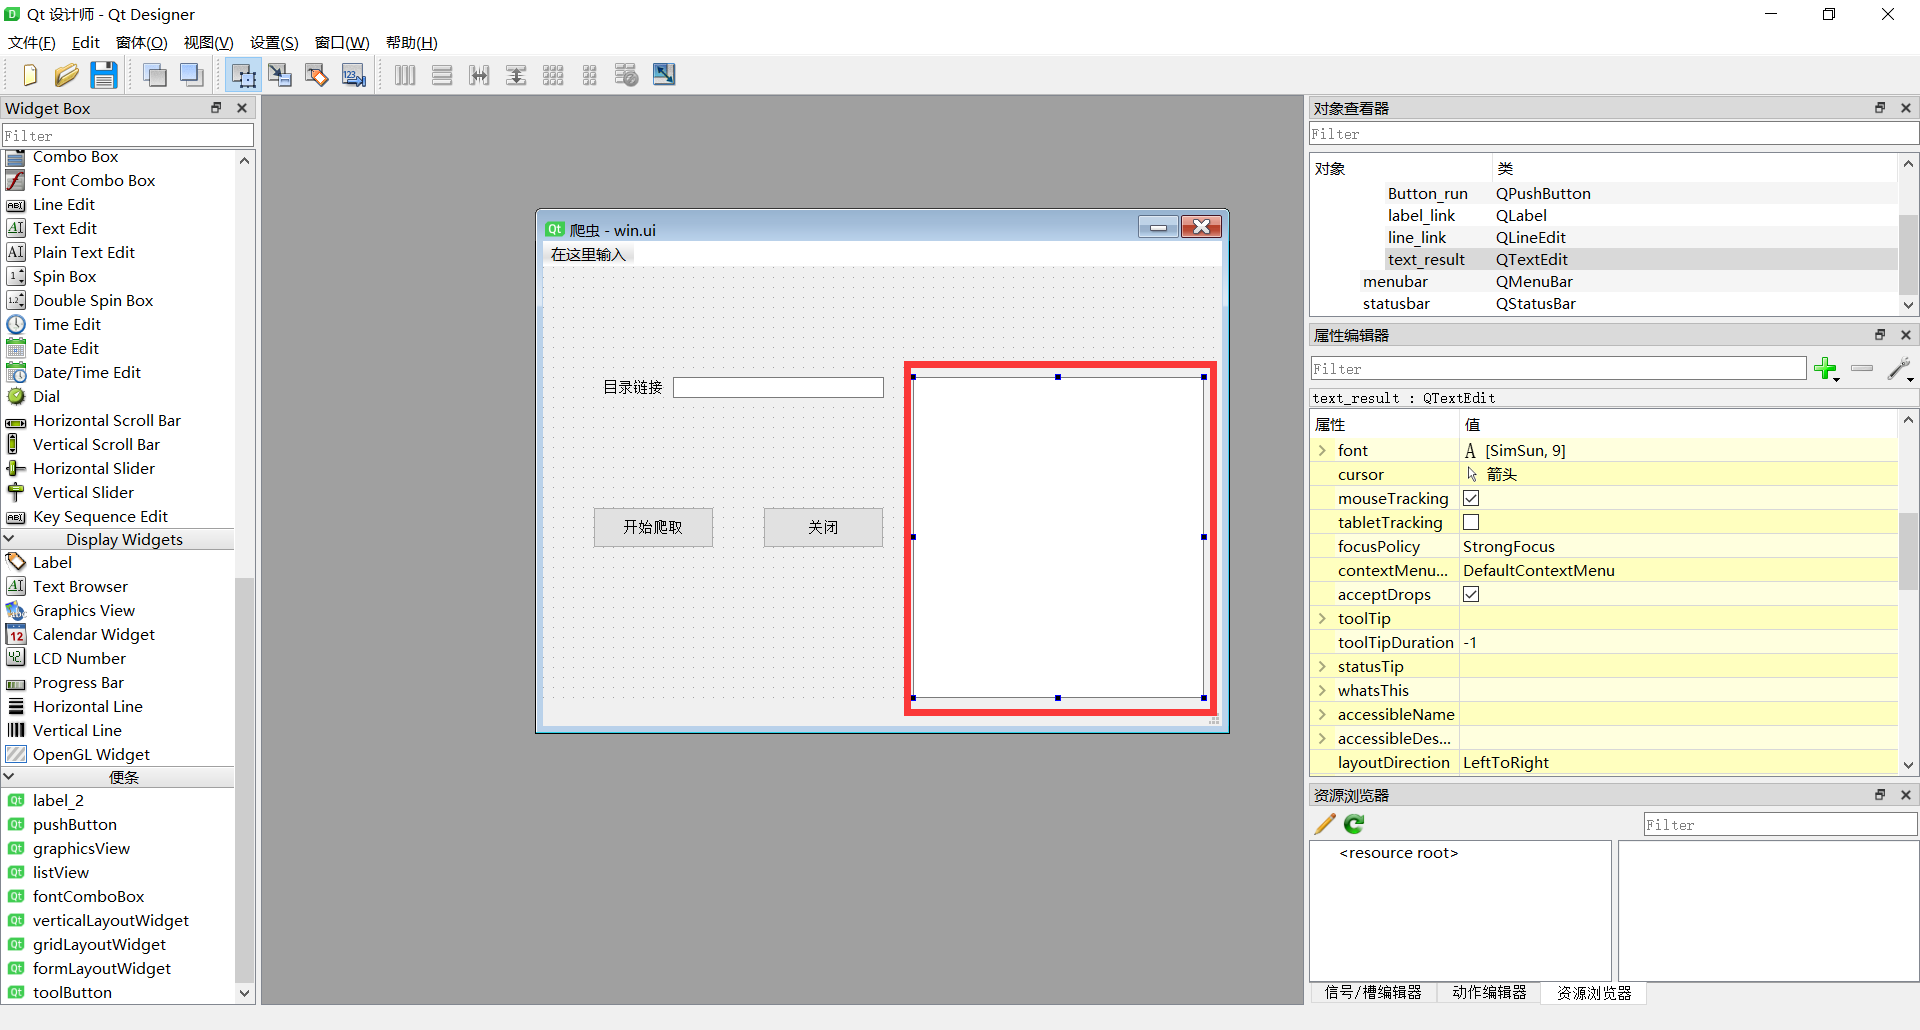 Qt 设计师 - Qt Designer
文件(F) Edit 窗体(O) 视图(V) 设置(S) 窗口(W) 帮助(H)
Widget Box
Filter
Combo Box
Font Combo Box
Line Edit
Text Edit
Plain Text Edit
Spin Box
Double Spin Box
Time Edit
Date Edit
Date/Time Edit
Dial
Horizontal Scroll Bar
Vertical Scroll Bar
Horizontal Slider
Vertical Slider
Key Sequence Edit
Display Widgets
Label
Text Browser
Graphics View
Calendar Widget
LCD Number
Progress Bar
Horizontal Line
Vertical Line
OpenGL Widget
便条
label_2
pushButton
graphicsView
listView
fontComboBox
verticalLayoutWidget
gridLayoutWidget
formLayoutWidget
toolButton
爬虫 - win.ui
在这里输入
目录链接
开始爬取 关闭
对象查看器
Filter
对象 类
Button_run QPushButton
label_link QLabel
line_link QLineEdit
text_result QTextEdit
menubar QMenuBar
statusbar QStatusBar
属性编辑器
Filter
text_result : QTextEdit
属性 值
font A [SimSun, 9]
cursor 箭头
mouseTracking
tabletTracking
focusPolicy StrongFocus
contextMenu... DefaultContextMenu
acceptDrops
toolTip
toolTipDuration -1
statusTip
whatsThis
accessibleName
accessibleDes...
layoutDirection LeftToRight
资源浏览器
Filter
<resource root>
信号/槽编辑器 动作编辑器 资源浏览器